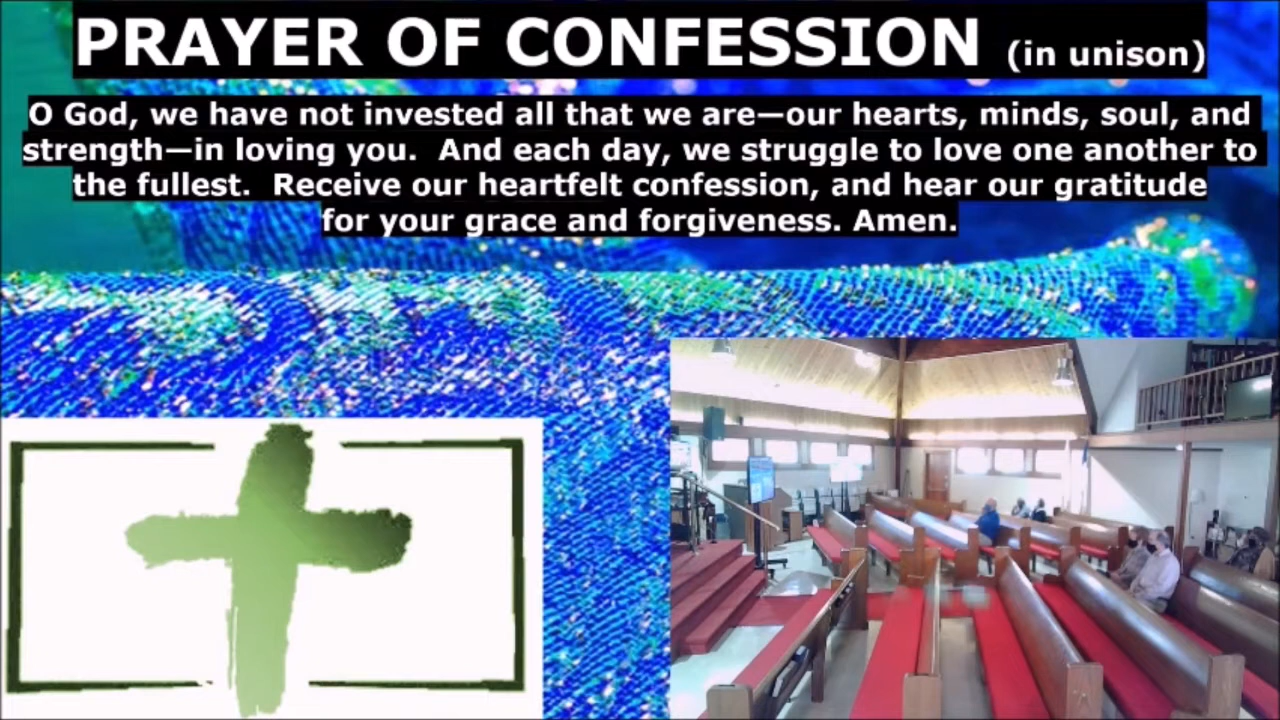 PRAYER OF CONFESSION (in unison)
O God, we have not invested all that we are—our hearts, minds, soul, and
strength—in loving you.  And each day, we struggle to love one another to
the fullest.  Receive our heartfelt confession, and hear our gratitude
for your grace and forgiveness. Amen.